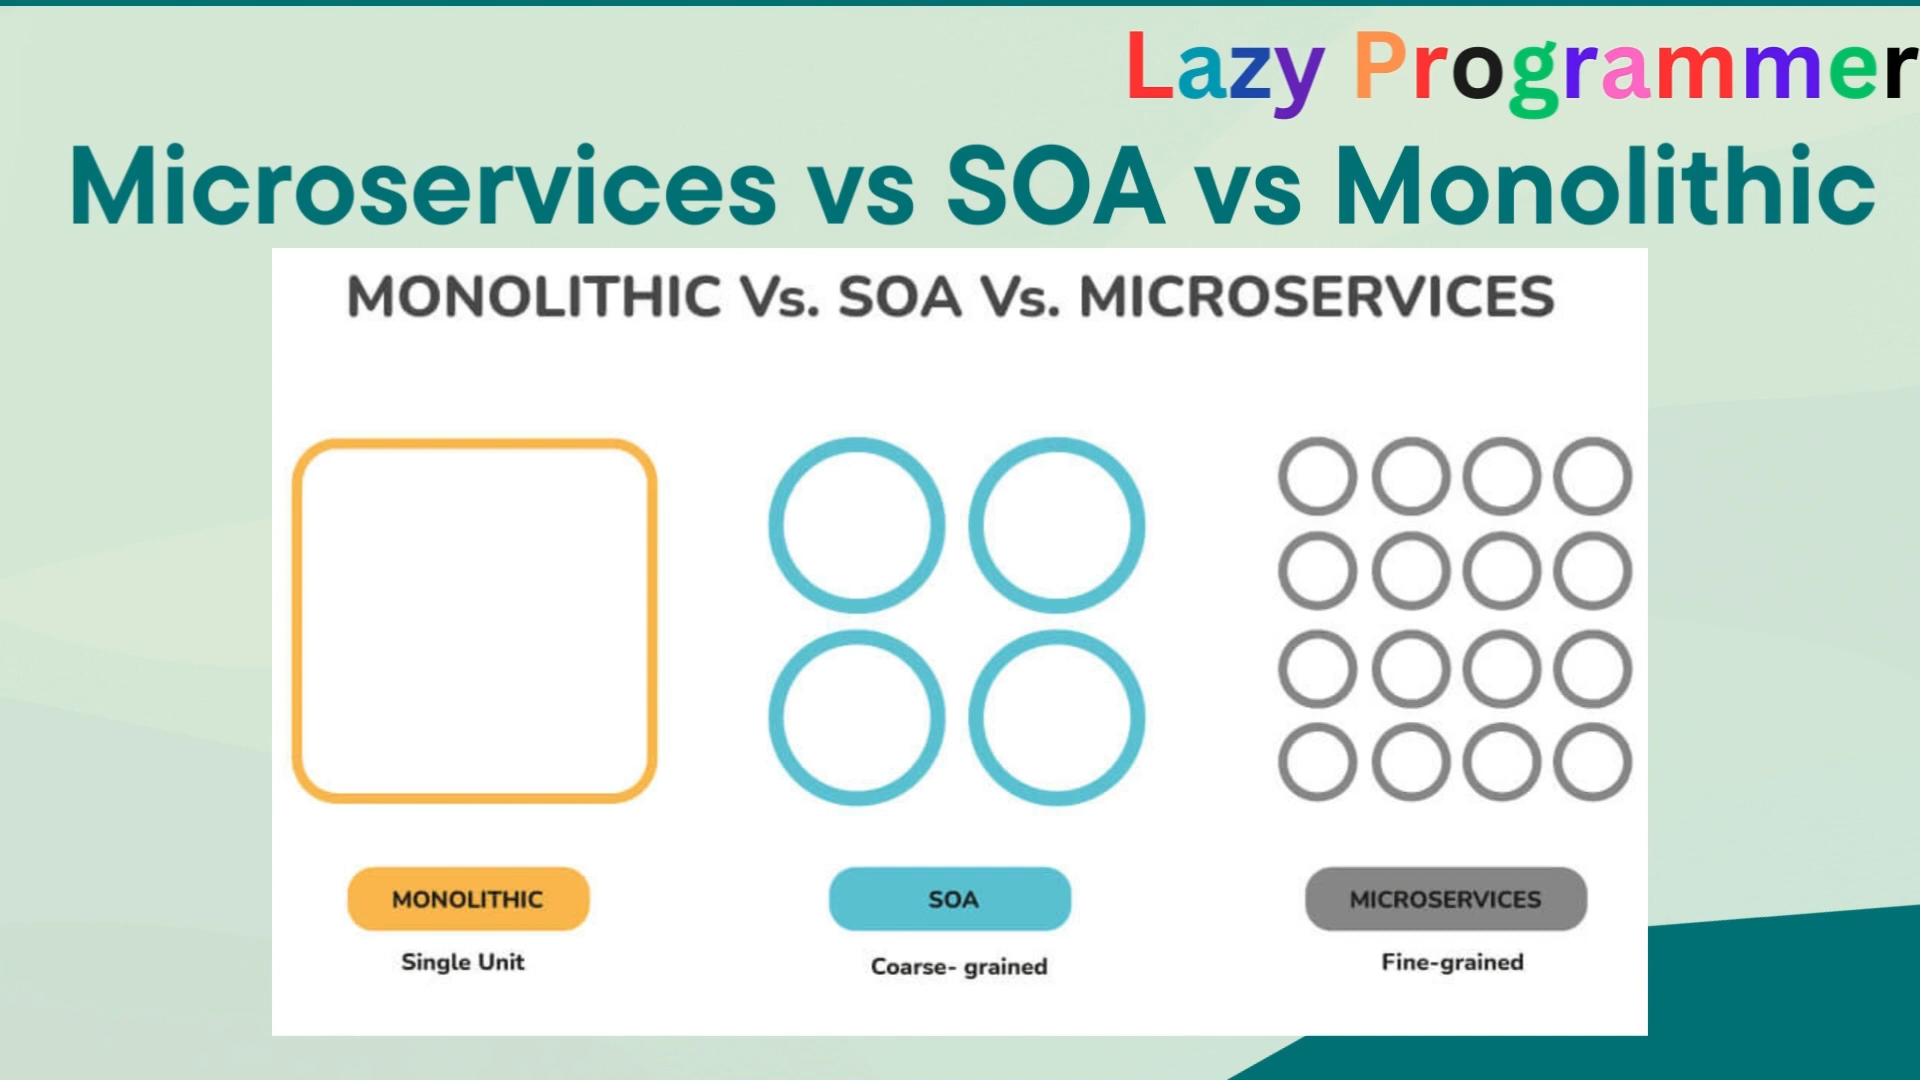 Lazy Programmer
Microservices vs SOA vs Monolithic
MONOLITHIC Vs. SOA Vs. MICROSERVICES
MONOLITHIC
SOA
MICROSERVICES
Single Unit
Coarse- grained
Fine-grained